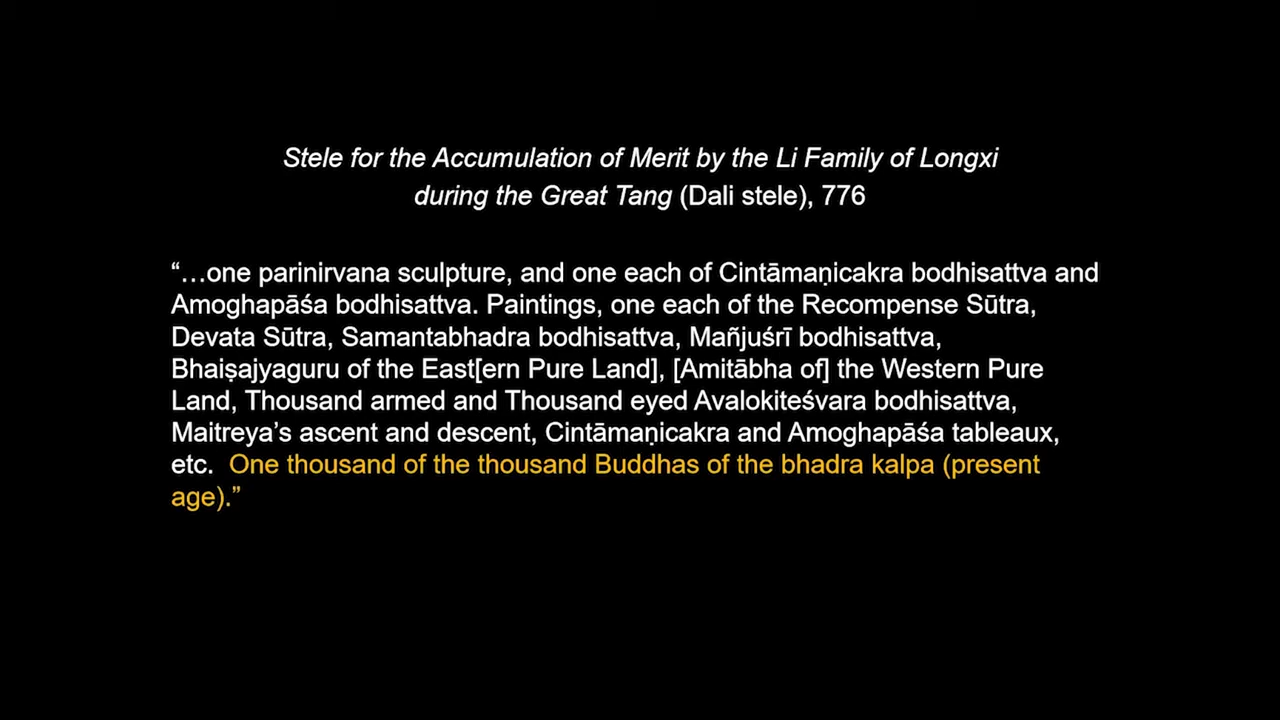 Stele for the Accumulation of Merit by the Li Family of Longxi
during the Great Tang (Dali stele), 776
“…one parinirvana sculpture, and one each of Cintāmaṇicakra bodhisattva and
Amoghapāśa bodhisattva. Paintings, one each of the Recompense Sūtra,
Devata Sūtra, Samantabhadra bodhisattva, Mañjuśrī bodhisattva,
Bhaiṣajyaguru of the East[ern Pure Land], [Amitābha of] the Western Pure
Land, Thousand armed and Thousand eyed Avalokiteśvara bodhisattva,
Maitreya’s ascent and descent, Cintāmaṇicakra and Amoghapāśa tableaux,
etc. One thousand of the thousand Buddhas of the bhadra kalpa (present
age).”